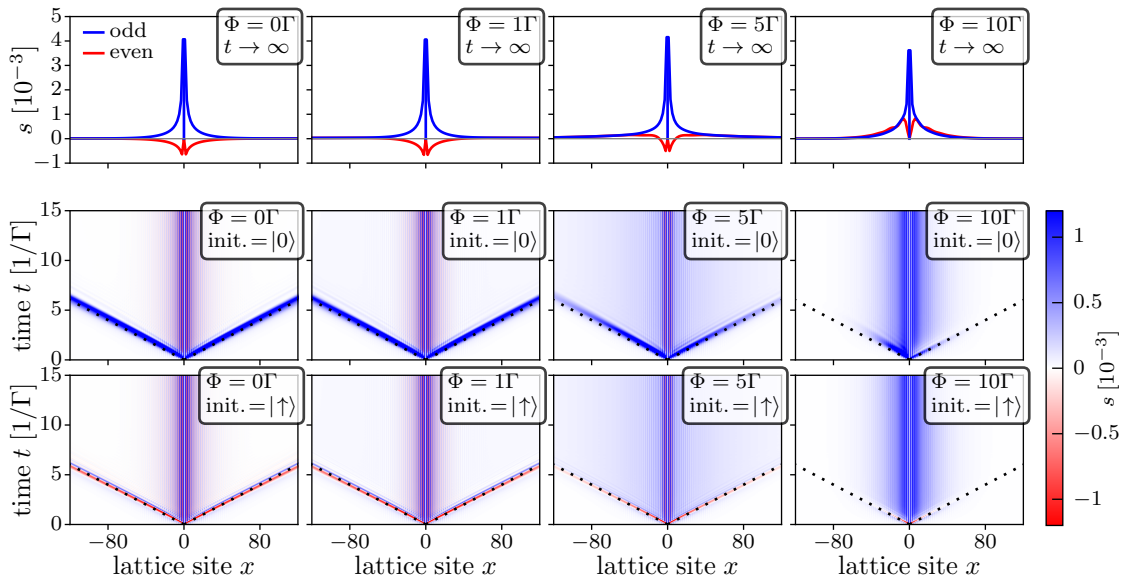 5
4
3
2
1
0
−1
s [10⁻³]
odd
even
Φ = 0Γ
t → ∞
Φ = 1Γ
t → ∞
Φ = 5Γ
t → ∞
Φ = 10Γ
t → ∞
−80 0 80
−80 0 80
−80 0 80
−80 0 80
15
10
5
0
time t [1/Γ]
Φ = 0Γ
init.=|0⟩
Φ = 1Γ
init.=|0⟩
Φ = 5Γ
init.=|0⟩
Φ = 10Γ
init.=|0⟩
15
10
5
0
time t [1/Γ]
Φ = 0Γ
init.=|↑⟩
Φ = 1Γ
init.=|↑⟩
Φ = 5Γ
init.=|↑⟩
Φ = 10Γ
init.=|↑⟩
lattice site x
lattice site x
lattice site x
lattice site x
1
0.5
0
−0.5
−1
s [10⁻³]